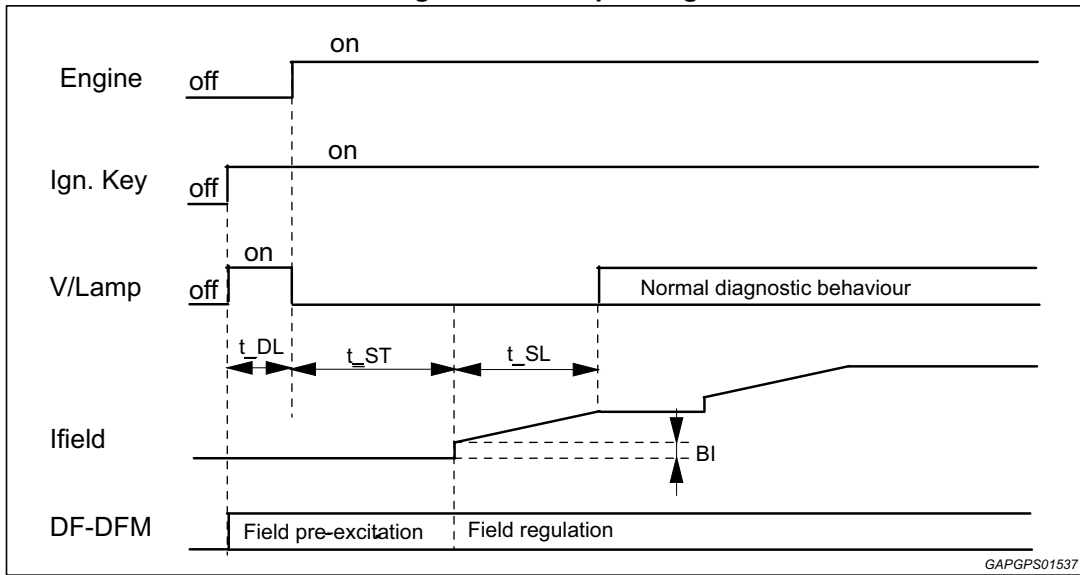 on
Engine off
on
Ign. Key off
on
V/Lamp off Normal diagnostic behaviour
t_DL t_ST t_SL
Ifield BI
DF-DFM Field pre-excitation Field regulation
GAPGPS01537